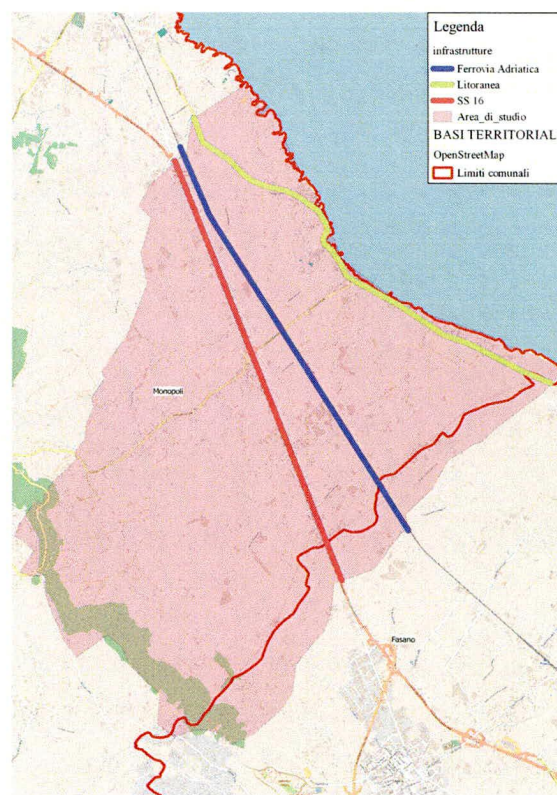 Legenda
infrastrutture
Ferrovia Adriatica
Litoranea
SS 16
Area_di_studio
BASI TERRITORIAL
OpenStreetMap
Limiti comunali
Monopoli
Fasano